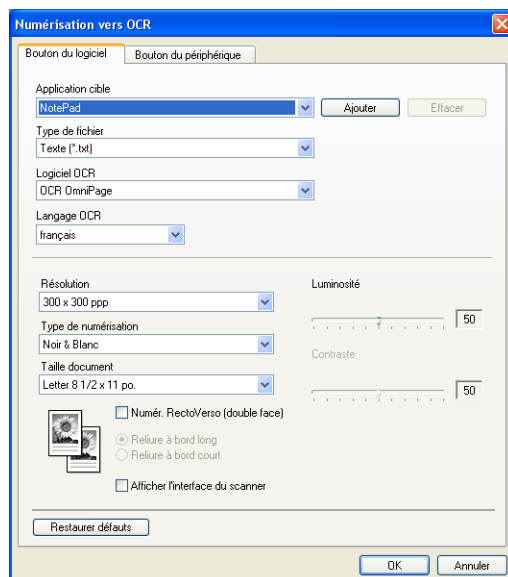 Numérisation vers OCR
Bouton du logiciel Bouton du périphérique
Application cible
NotePad Ajouter Effacer
Type de fichier
Texte (*.txt)
Logiciel OCR
OCR OmniPage
Langage OCR
français
Résolution Luminosité
300 x 300 ppp 50
Type de numérisation
Noir & Blanc Contraste
Taille document
Letter 8 1/2 x 11 po. 50
Numér. RectoVerso (double face)
Reliure à bord long
Reliure à bord court
Afficher l'interface du scanner
Restaurer défauts
OK Annuler